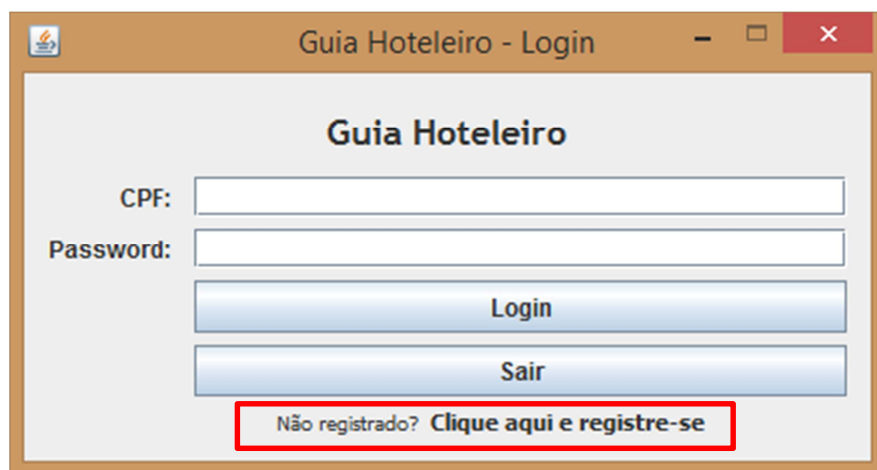 Guia Hoteleiro - Login
Guia Hoteleiro
CPF:
Password:
Login
Sair
Não registrado? Clique aqui e registre-se